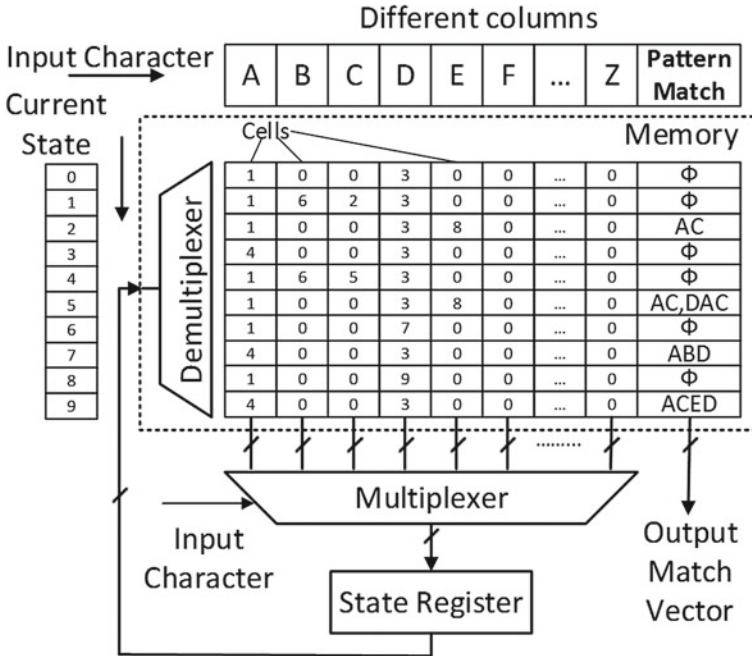 Different columns
Input Character
A B C D E F ... Z Pattern Match
Current State
Cells
Memory
Demultiplexer
0 1 0 0 3 0 0 ... 0 Φ
1 1 6 2 3 0 0 ... 0 Φ
2 1 0 0 3 8 0 ... 0 AC
3 4 0 0 3 0 0 ... 0 Φ
4 1 6 5 3 0 0 ... 0 Φ
5 1 0 0 3 8 0 ... 0 AC,DAC
6 1 0 0 7 0 0 ... 0 Φ
7 4 0 0 3 0 0 ... 0 ABD
8 1 0 0 9 0 0 ... 0 Φ
9 4 0 0 3 0 0 ... 0 ACED
.........
Multiplexer
Input
Character
State Register
Output
Match
Vector